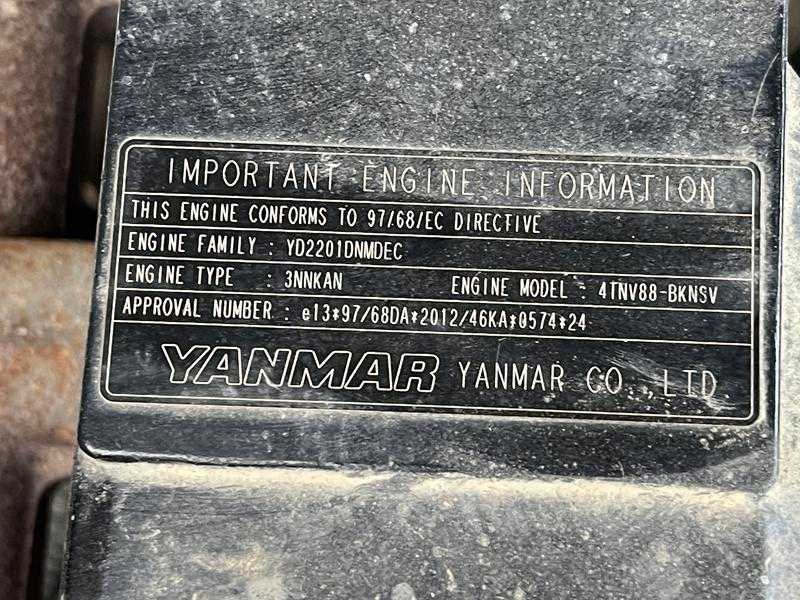 IMPORTANT ENGINE INFORMATION
THIS ENGINE CONFORMS TO 97/68/EC DIRECTIVE
ENGINE FAMILY : YD2201DNMDEC
ENGINE TYPE : 3NNKAN ENGINE MODEL : 4TNV88-BKNSV
APPROVAL NUMBER : e13*97/68DA*2012/46KA*0574*24
YANMAR YANMAR CO.,LTD.